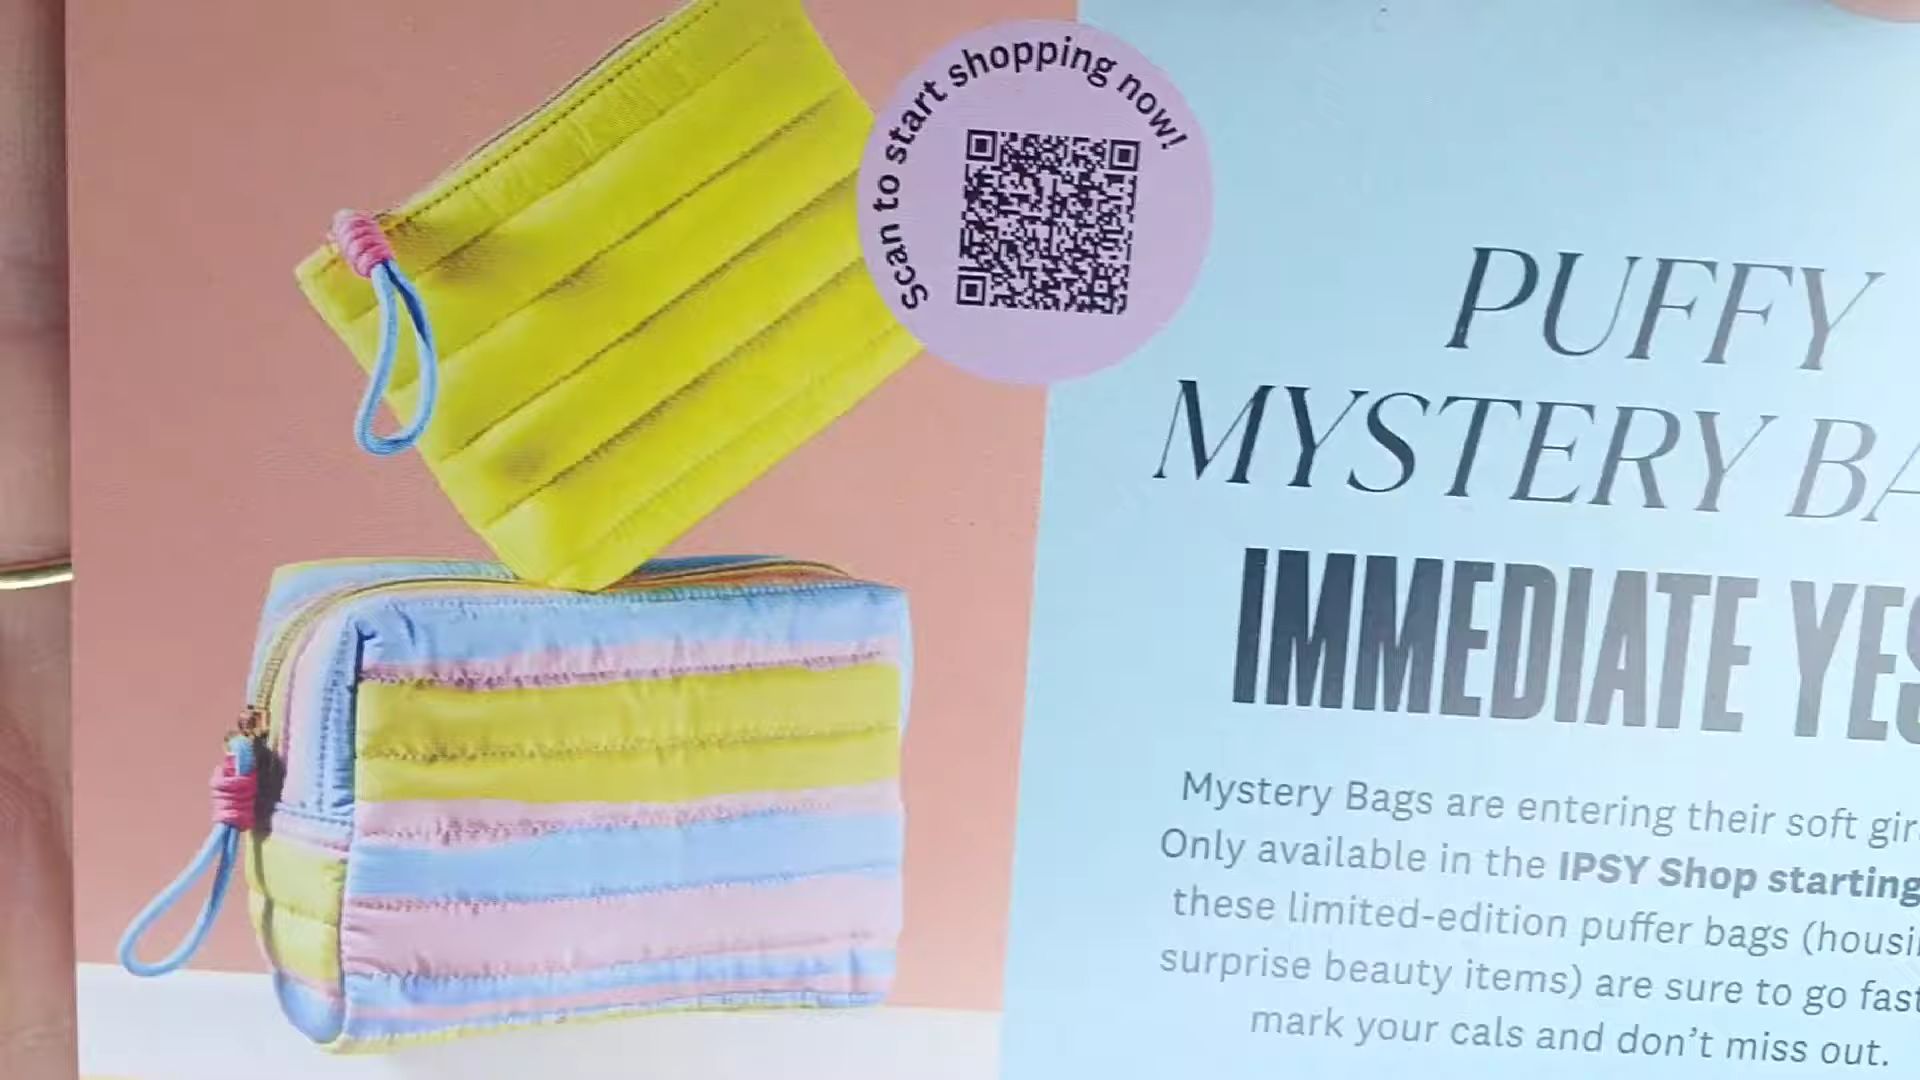 Scan to start shopping now!
PUFFY
MYSTERY BA
IMMEDIATE YES
Mystery Bags are entering their soft gir
Only available in the IPSY Shop starting
these limited-edition puffer bags (housi
surprise beauty items) are sure to go fast
mark your cals and don't miss out.